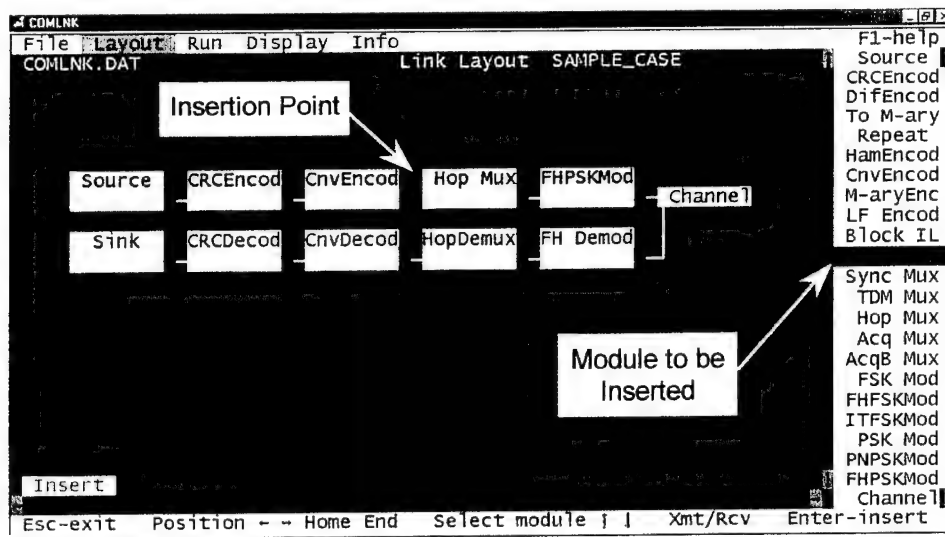 COMLNK
File Layout Run Display Info
F1-help
COMLNK.DAT Link Layout SAMPLE_CASE
Source
CRCEncod
DifEncod
To M-ary
Repeat
HamEncod
CnvEncod
M-aryEnc
LF Encod
Block IL
Sync Mux
TDM Mux
Hop Mux
Acq Mux
AcqB Mux
FSK Mod
FHFSKMod
ITFSKMod
PSK Mod
PNPSKMod
FHPSKMod
Channel
Insertion Point
Source CRCEncod CnvEncod Hop Mux FHPSKMod
Channel
Sink CRCDecod CnvDecod HopDemux FH Demod
Module to be
Inserted
Insert
Esc-exit Position ← → Home End Select module ↑ ↓ Xmt/Rcv Enter-insert